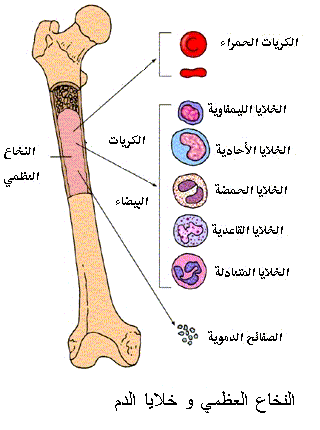 الكريات الحمراء
الخلايا الليمفاوية
الكريات
البيضاء
الخلايا الأحادية
النخاع
العظمي
الخلايا الحمضة
الخلايا القاعدية
الخلايا المتعادلة
الصفائح الدموية
النخاع العظمي و خلايا الدم